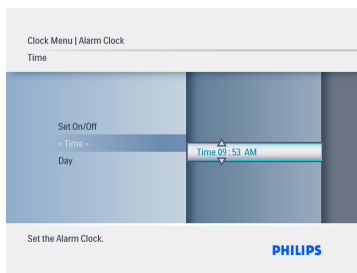 Clock Menu | Alarm Clock
Time
Set On/Off
« Time »
Day
Time 09 : 53 AM
Set the Alarm Clock.
PHILIPS